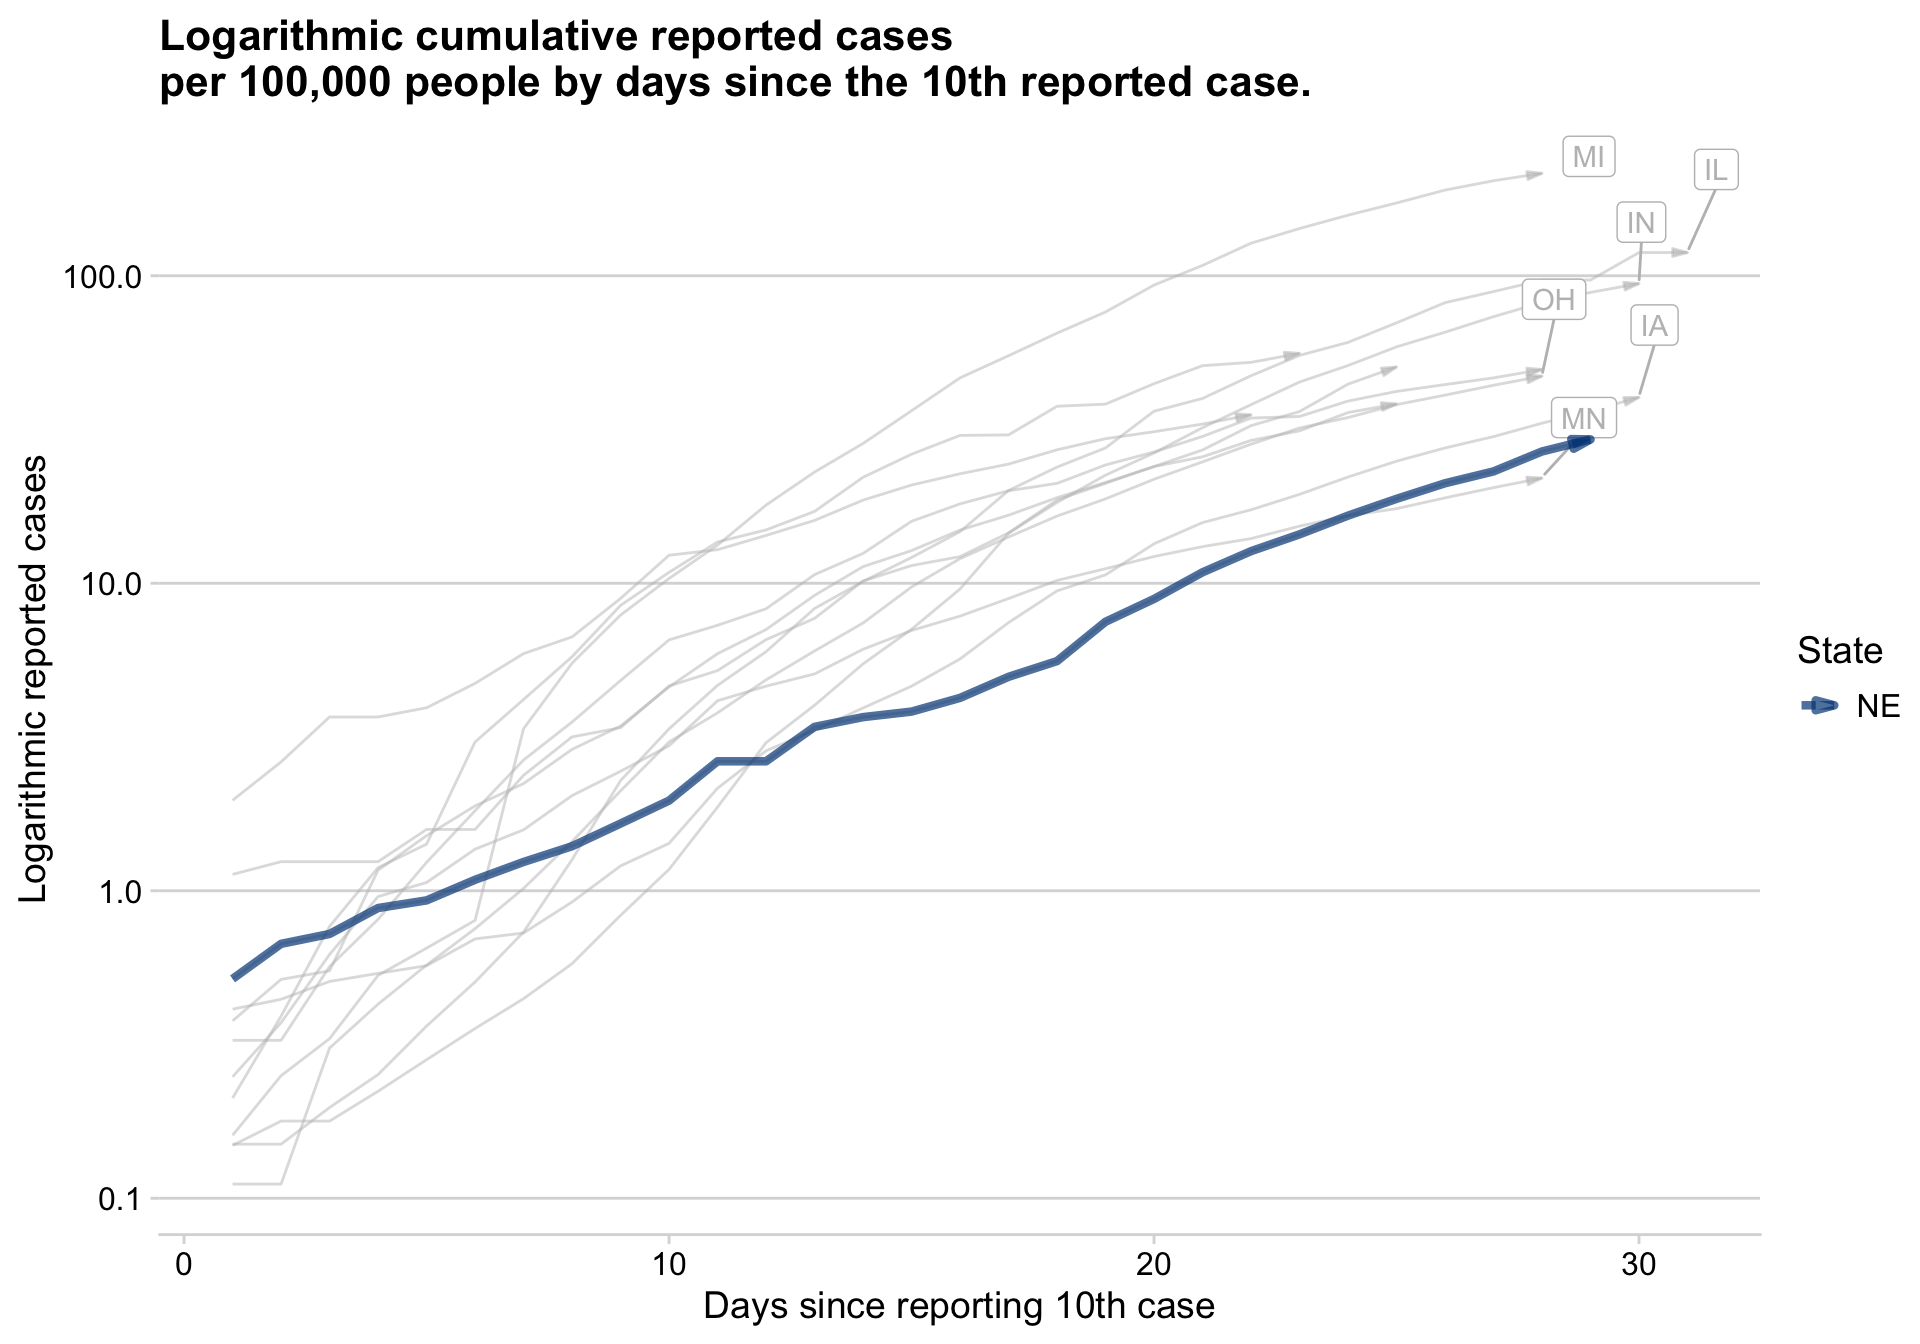 Logarithmic cumulative reported cases
per 100,000 people by days since the 10th reported case.
MI
IL
IN
OH
IA
MN
100.0
10.0
1.0
0.1
Logarithmic reported cases
0
10
20
30
Days since reporting 10th case
State
NE